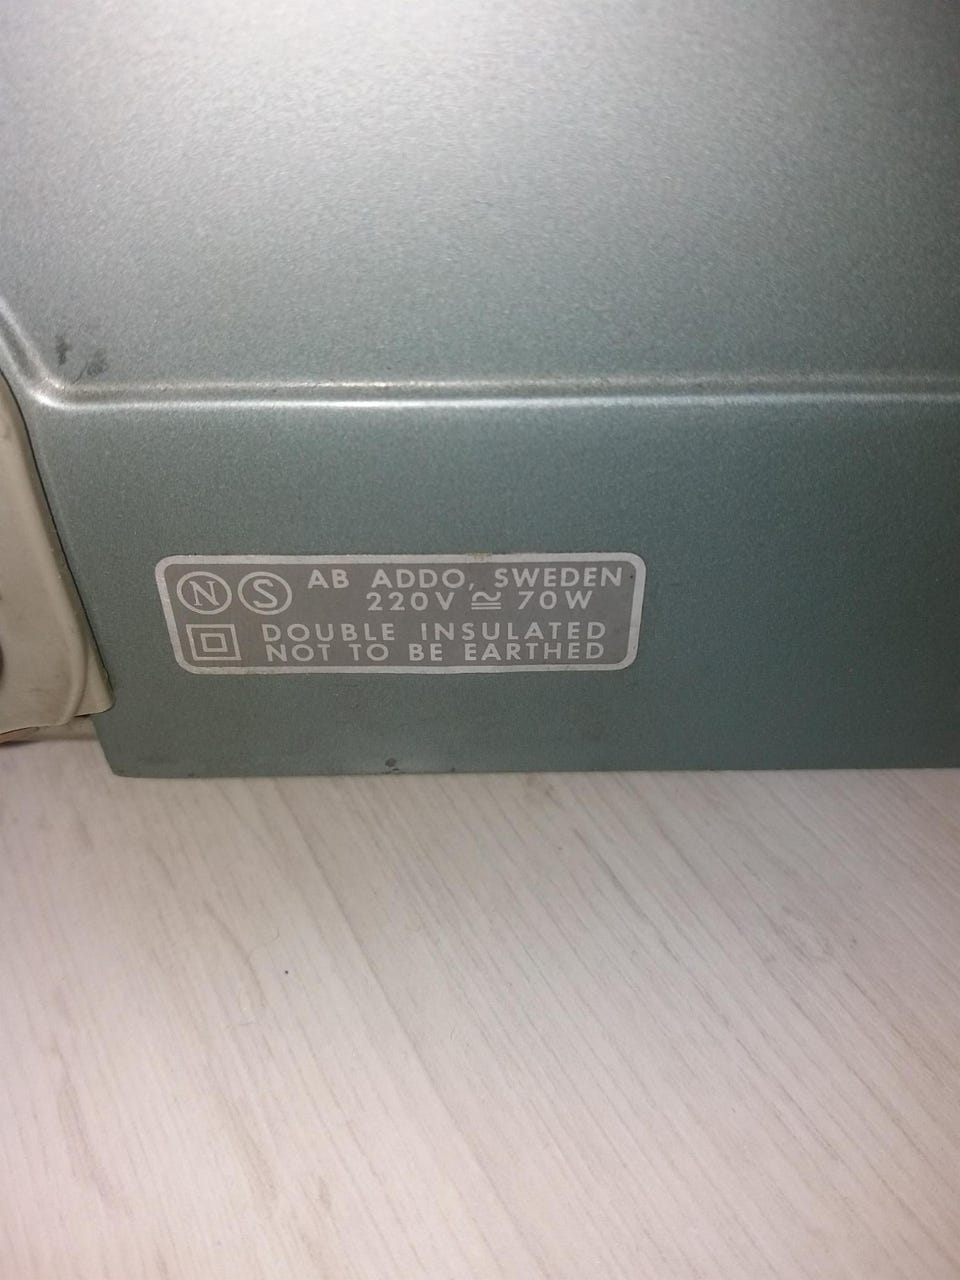 N S AB ADDO, SWEDEN
220V ≅ 70W
DOUBLE INSULATED
NOT TO BE EARTHED